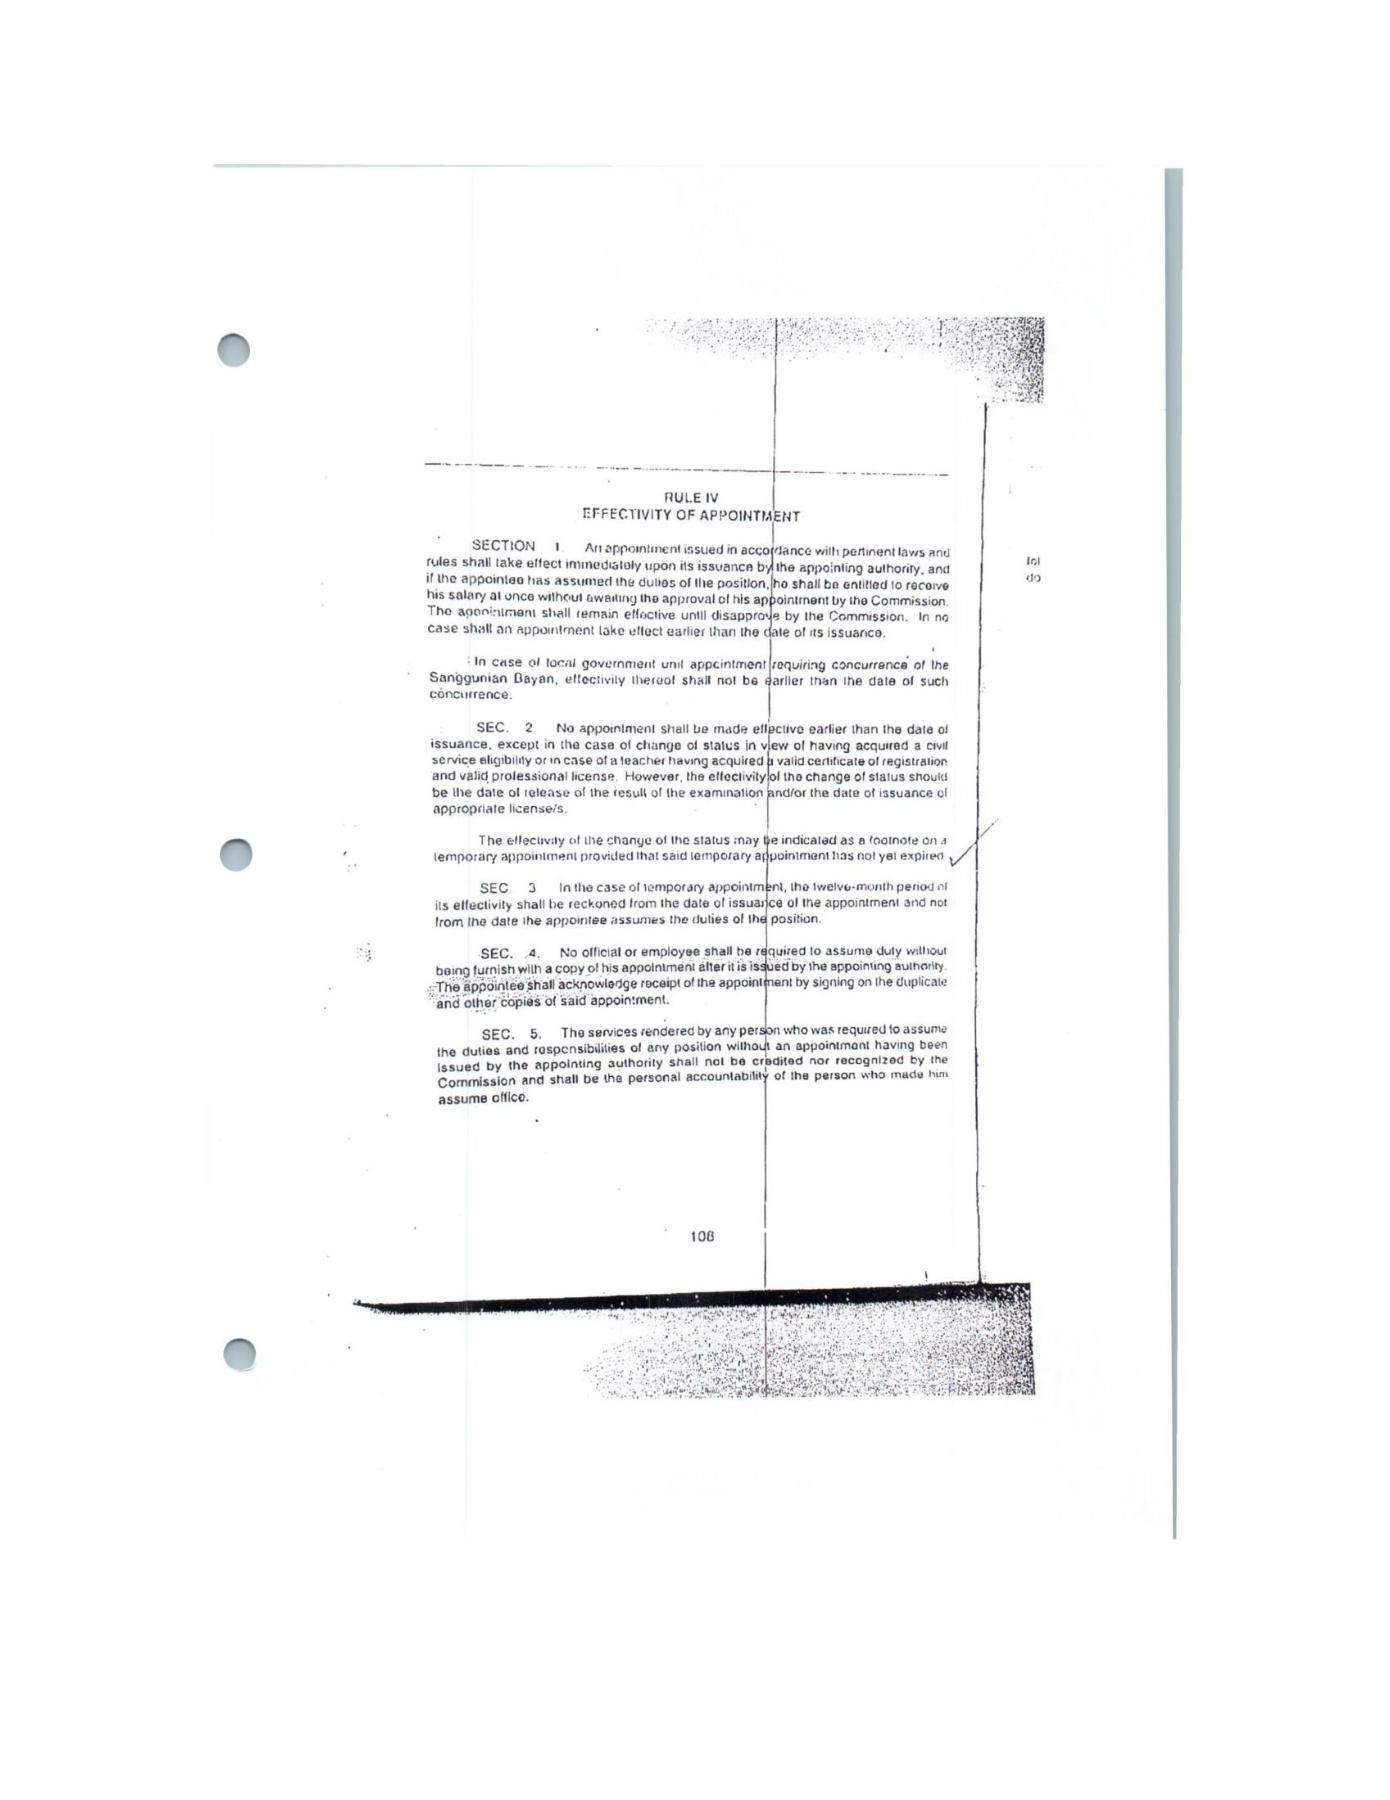 RULE IV
EFFECTIVITY OF APPOINTMENT
SECTION 1. An appointment issued in accordance with pertinent laws and
rules shall take effect immediately upon its issuance by the appointing authority, and
if the appointee has assumed the duties of the position, he shall be entitled to receive
his salary at once without awaiting the approval of his appointment by the Commission.
The appointment shall remain effective until disapprove by the Commission. In no
case shall an appointment take effect earlier than the date of its issuance.
In case of local government unit appointment requiring concurrence of the
Sanggunian Bayan, effectivity thereof shall not be earlier than the date of such
concurrence.
SEC. 2. No appointment shall be made effective earlier than the date of
issuance, except in the case of change of status in view of having acquired a civil
service eligibility or in case of a teacher having acquired a valid certificate of registration
and valid professional license. However, the effectivity of the change of status should
be the date of release of the result of the examination and/or the date of issuance of
appropriate license/s.
The effectivity of the change of the status may be indicated as a footnote on a
temporary appointment provided that said temporary appointment has not yet expired
SEC. 3 In the case of temporary appointment, the twelve-month period of
its effectivity shall be reckoned from the date of issuance of the appointment and not
from the date the appointee assumes the duties of the position.
SEC. 4. No official or employee shall be required to assume duty without
being furnish with a copy of his appointment after it is issued by the appointing authority.
The appointee shall acknowledge receipt of the appointment by signing on the duplicate
and other copies of said appointment.
SEC. 5. The services rendered by any person who was required to assume
the duties and responsibilities of any position without an appointment having been
issued by the appointing authority shall not be credited nor recognized by the
Commission and shall be the personal accountability of the person who made him
assume office.